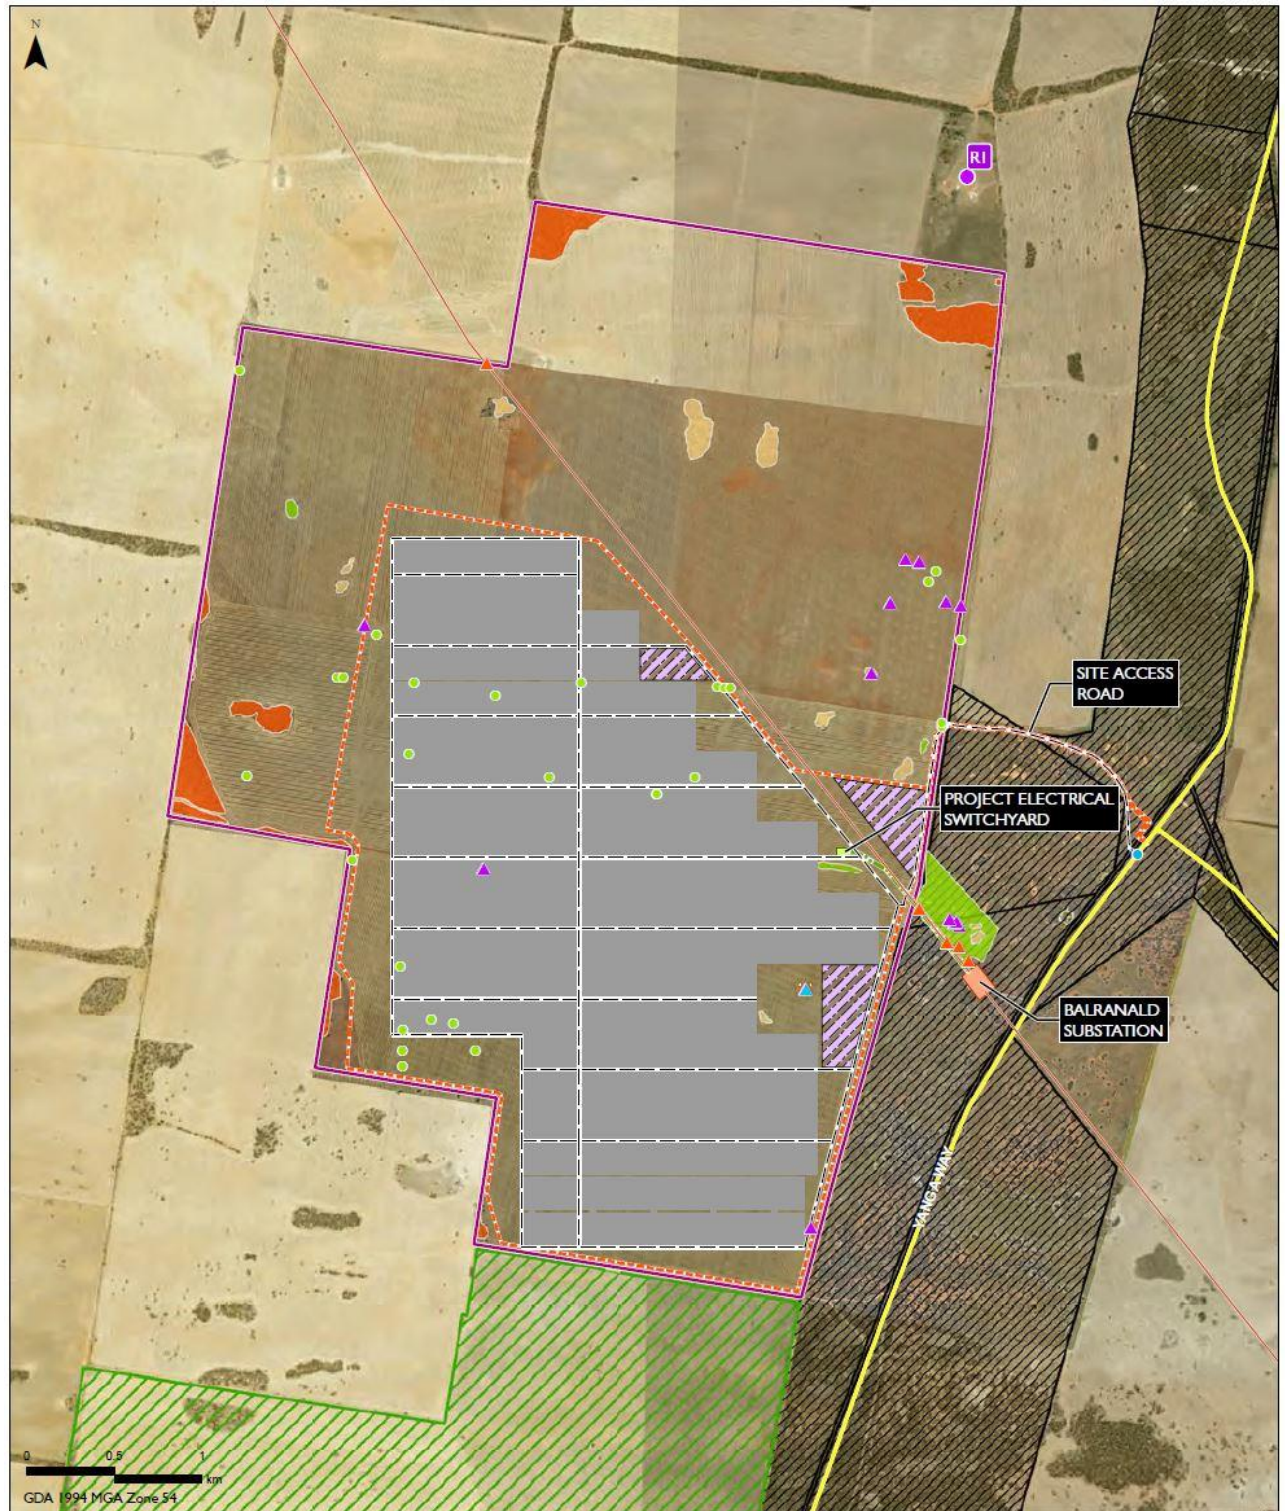 N
R1
SITE ACCESS
ROAD
PROJECT ELECTRICAL
SWITCHYARD
BALRANALD
SUBSTATION
YANGA WAY
0 0.5 1
km
GDA 1994 MGA Zone 54